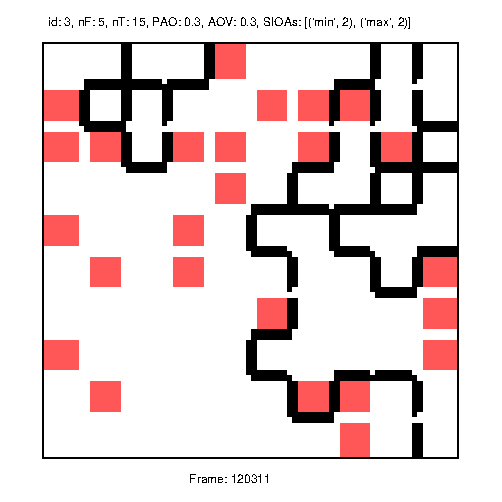 id: 3, nF: 5, nT: 15, PAO: 0.3, AOV: 0.3, SIOAs: [('min', 2), ('max', 2)]
Frame: 120311